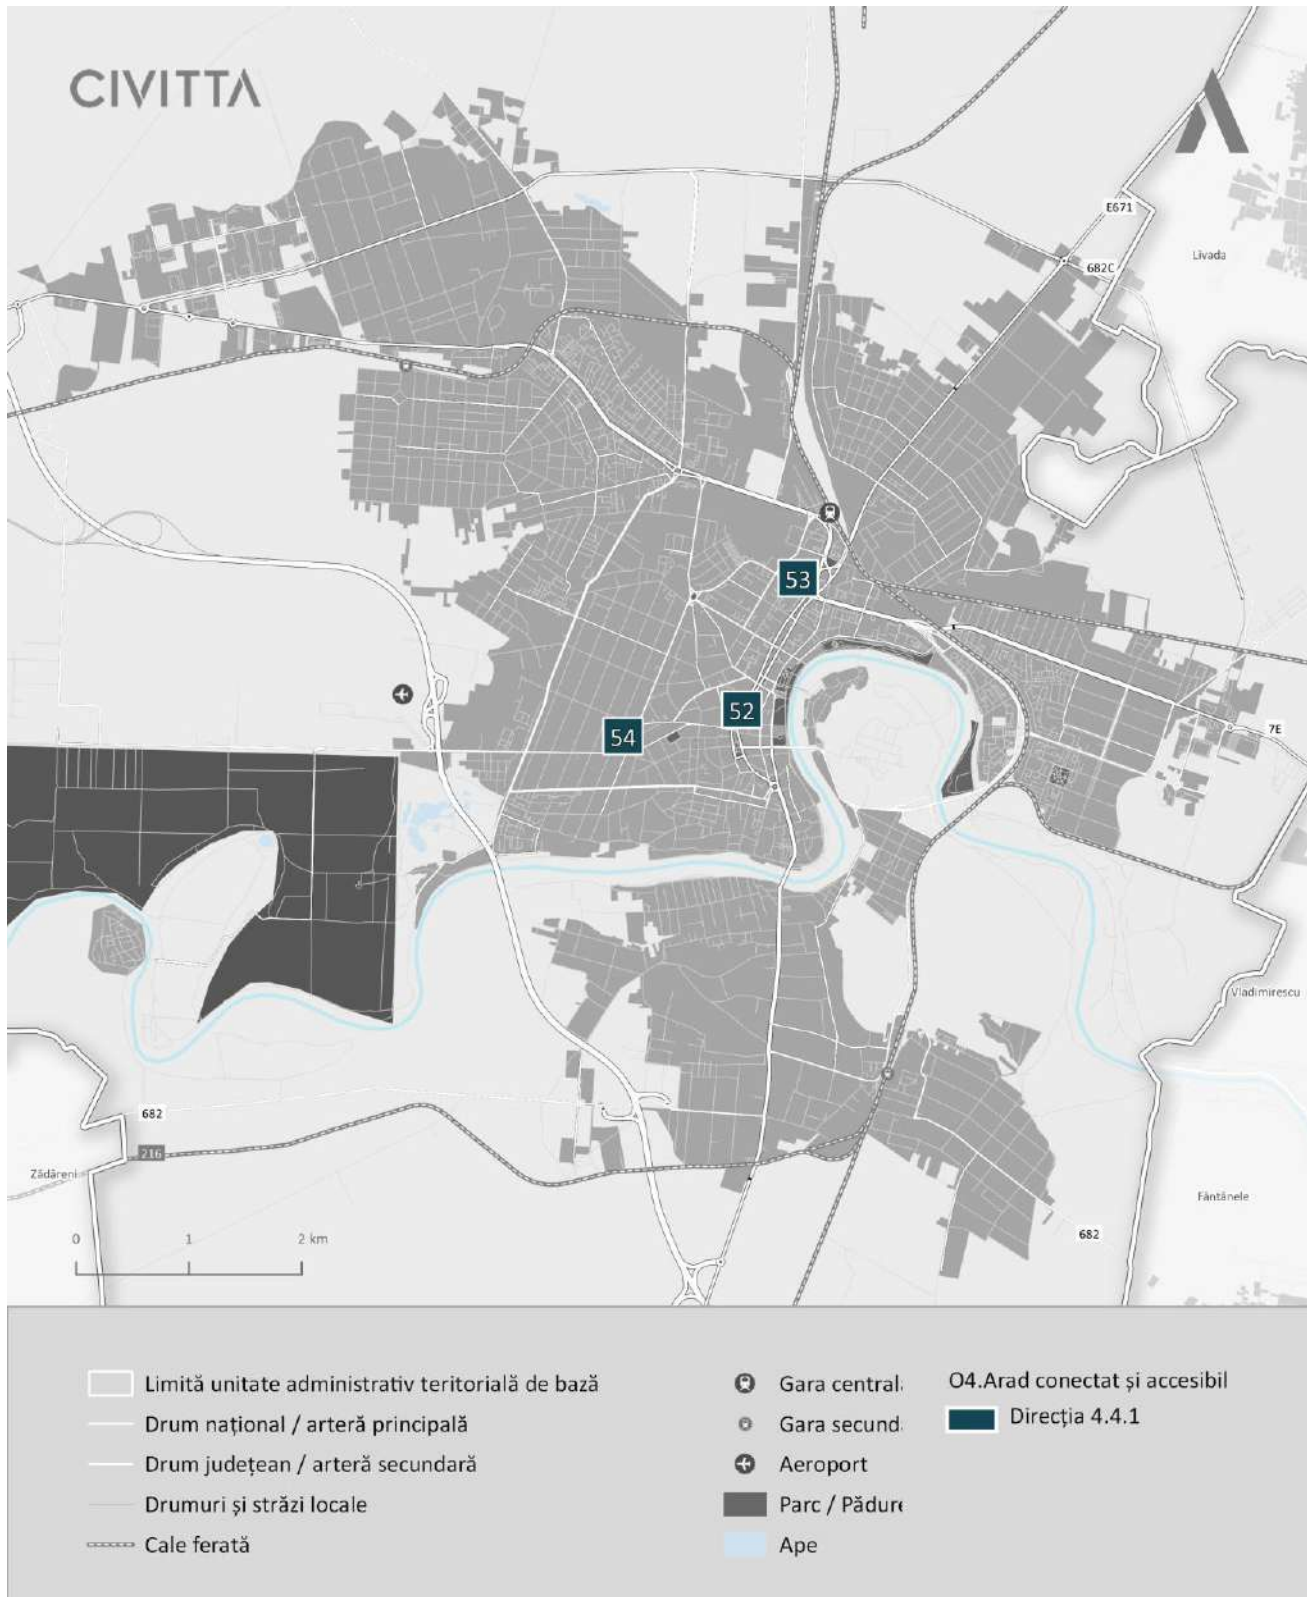 CIVITTA
E671
Livada
682C
53
52
54
7E
Vladimirescu
682
216
Zădăreni
Fântânele
682
0 1 2 km
Limită unitate administrativ teritorială de bază
Drum național / arteră principală
Drum județean / arteră secundară
Drumuri și străzi locale
Cale ferată
Gara central
Gara secund
Aeroport
Parc / Pădure
Ape
O4.Arad conectat și accesibil
Direcția 4.4.1